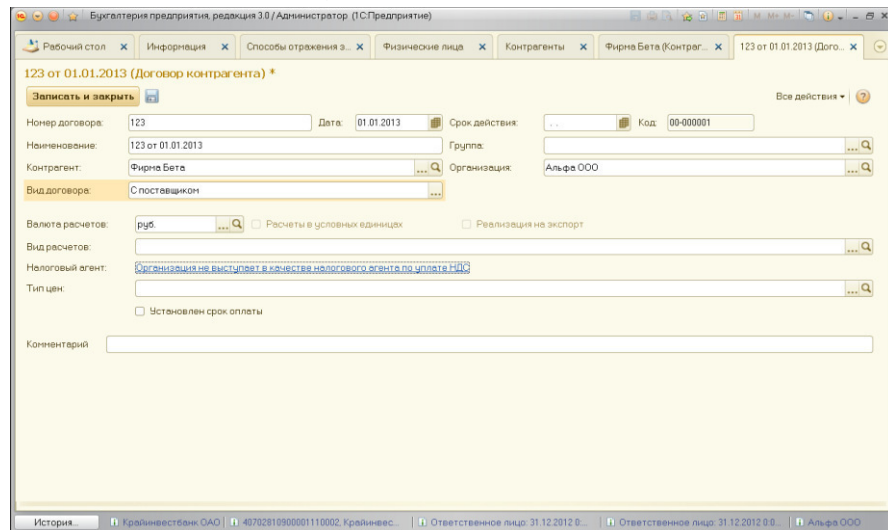 Бухгалтерия предприятия, редакция 3.0 / Администратор (1С:Предприятие) M M+ M-
Рабочий стол Информация Способы отражения з... Физические лица Контрагенты Фирма Бета (Контраг... 123 от 01.01.2013 (Дого...
123 от 01.01.2013 (Договор контрагента) *
Записать и закрыть Все действия
Номер договора: 123 Дата: 01.01.2013 Срок действия: . . Код: 00-000001
Наименование: 123 от 01.01.2013 Группа:
Контрагент: Фирма Бета Организация: Альфа ООО
Вид договора: С поставщиком
Валюта расчетов: руб. Расчеты в условных единицах Реализация на экспорт
Вид расчетов:
Налоговый агент: Организация не выступает в качестве налогового агента по уплате НДС
Тип цен:
Установлен срок оплаты
Комментарий
История... Крайинвестбанк ОАО 40702810900001110002, Крайинвес... Ответственное лицо: 31.12.2012 0:... Ответственное лицо: 31.12.2012 0:0... Альфа ООО